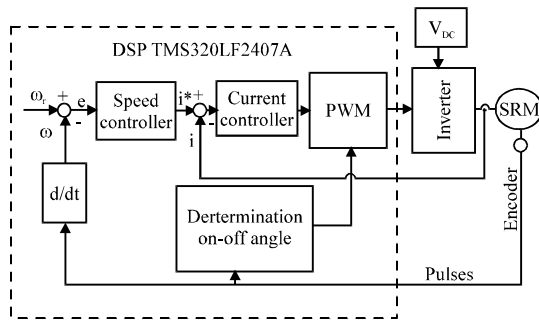 V_DC
DSP TMS320LF2407A
ω_r
+
e
-
ω
Speed
controller
i*
+
-
i
Current
controller
PWM
Inverter
SRM
d/dt
Dertermination
on-off angle
Encoder
Pulses